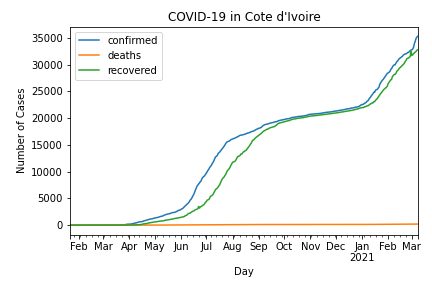 COVID-19 in Cote d'Ivoire
confirmed
deaths
recovered
Number of Cases
35000
30000
25000
20000
15000
10000
5000
0
Feb Mar Apr May Jun Jul Aug Sep Oct Nov Dec Jan Feb Mar
2021
Day